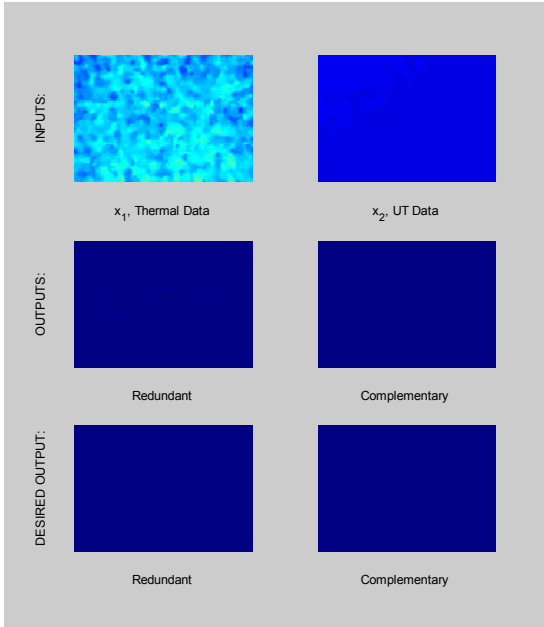 INPUTS:
x1, Thermal Data
x2, UT Data
OUTPUTS:
Redundant
Complementary
DESIRED OUTPUT:
Redundant
Complementary